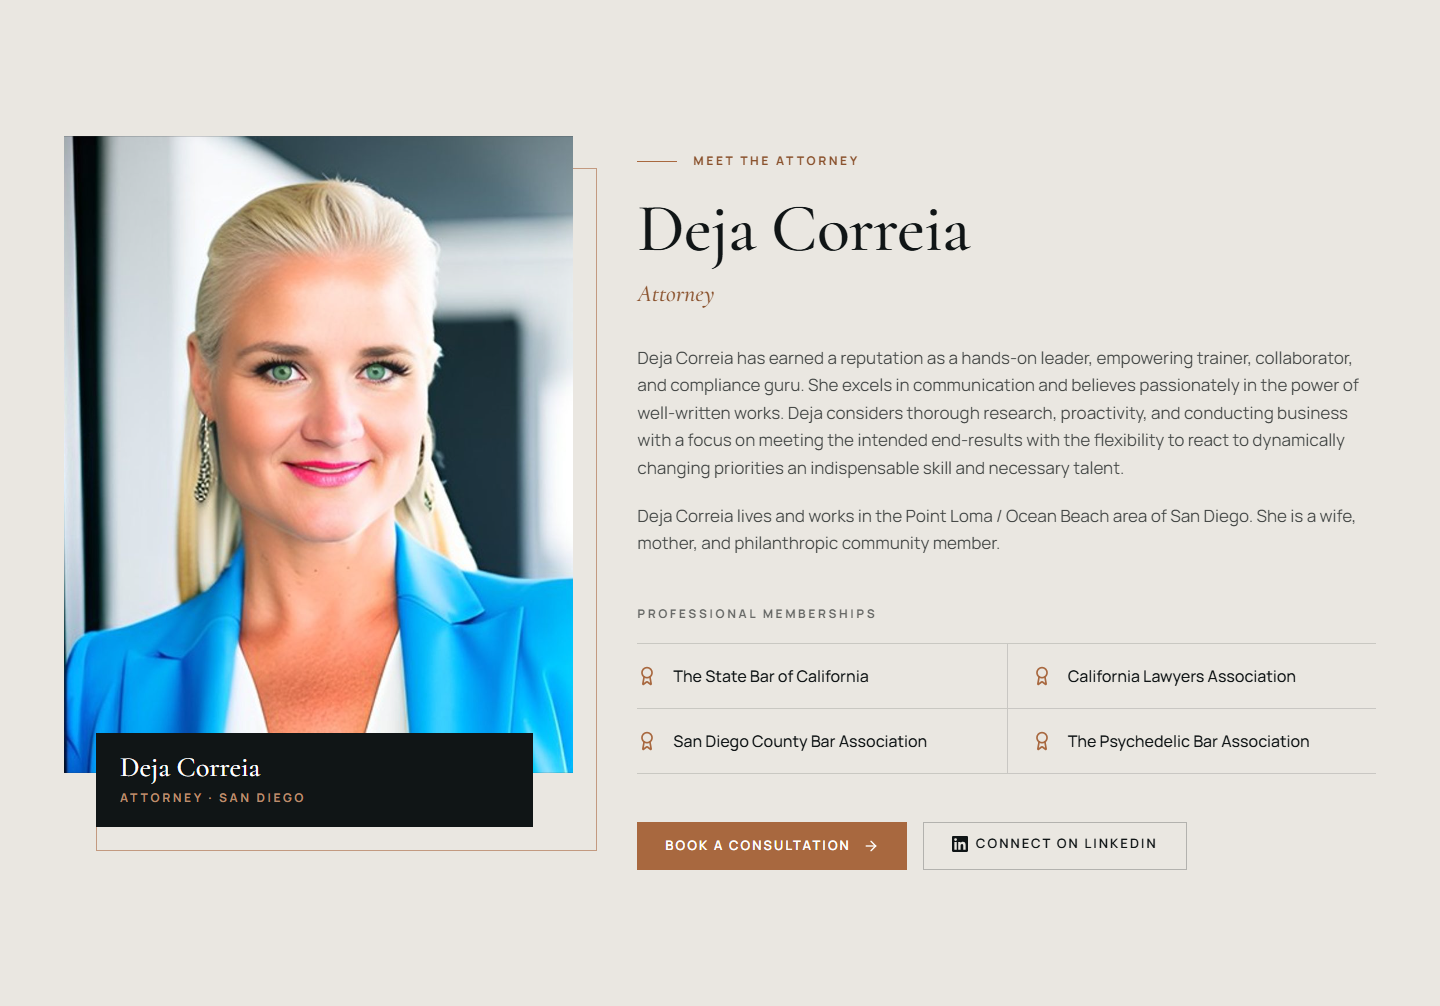 MEET THE ATTORNEY
Deja Correia
Attorney
Deja Correia has earned a reputation as a hands-on leader, empowering trainer, collaborator,
and compliance guru. She excels in communication and believes passionately in the power of
well-written works. Deja considers thorough research, proactivity, and conducting business
with a focus on meeting the intended end-results with the flexibility to react to dynamically
changing priorities an indispensable skill and necessary talent.
Deja Correia lives and works in the Point Loma / Ocean Beach area of San Diego. She is a wife,
mother, and philanthropic community member.
PROFESSIONAL MEMBERSHIPS
The State Bar of California
California Lawyers Association
San Diego County Bar Association
The Psychedelic Bar Association
Deja Correia
ATTORNEY · SAN DIEGO
BOOK A CONSULTATION →
in CONNECT ON LINKEDIN